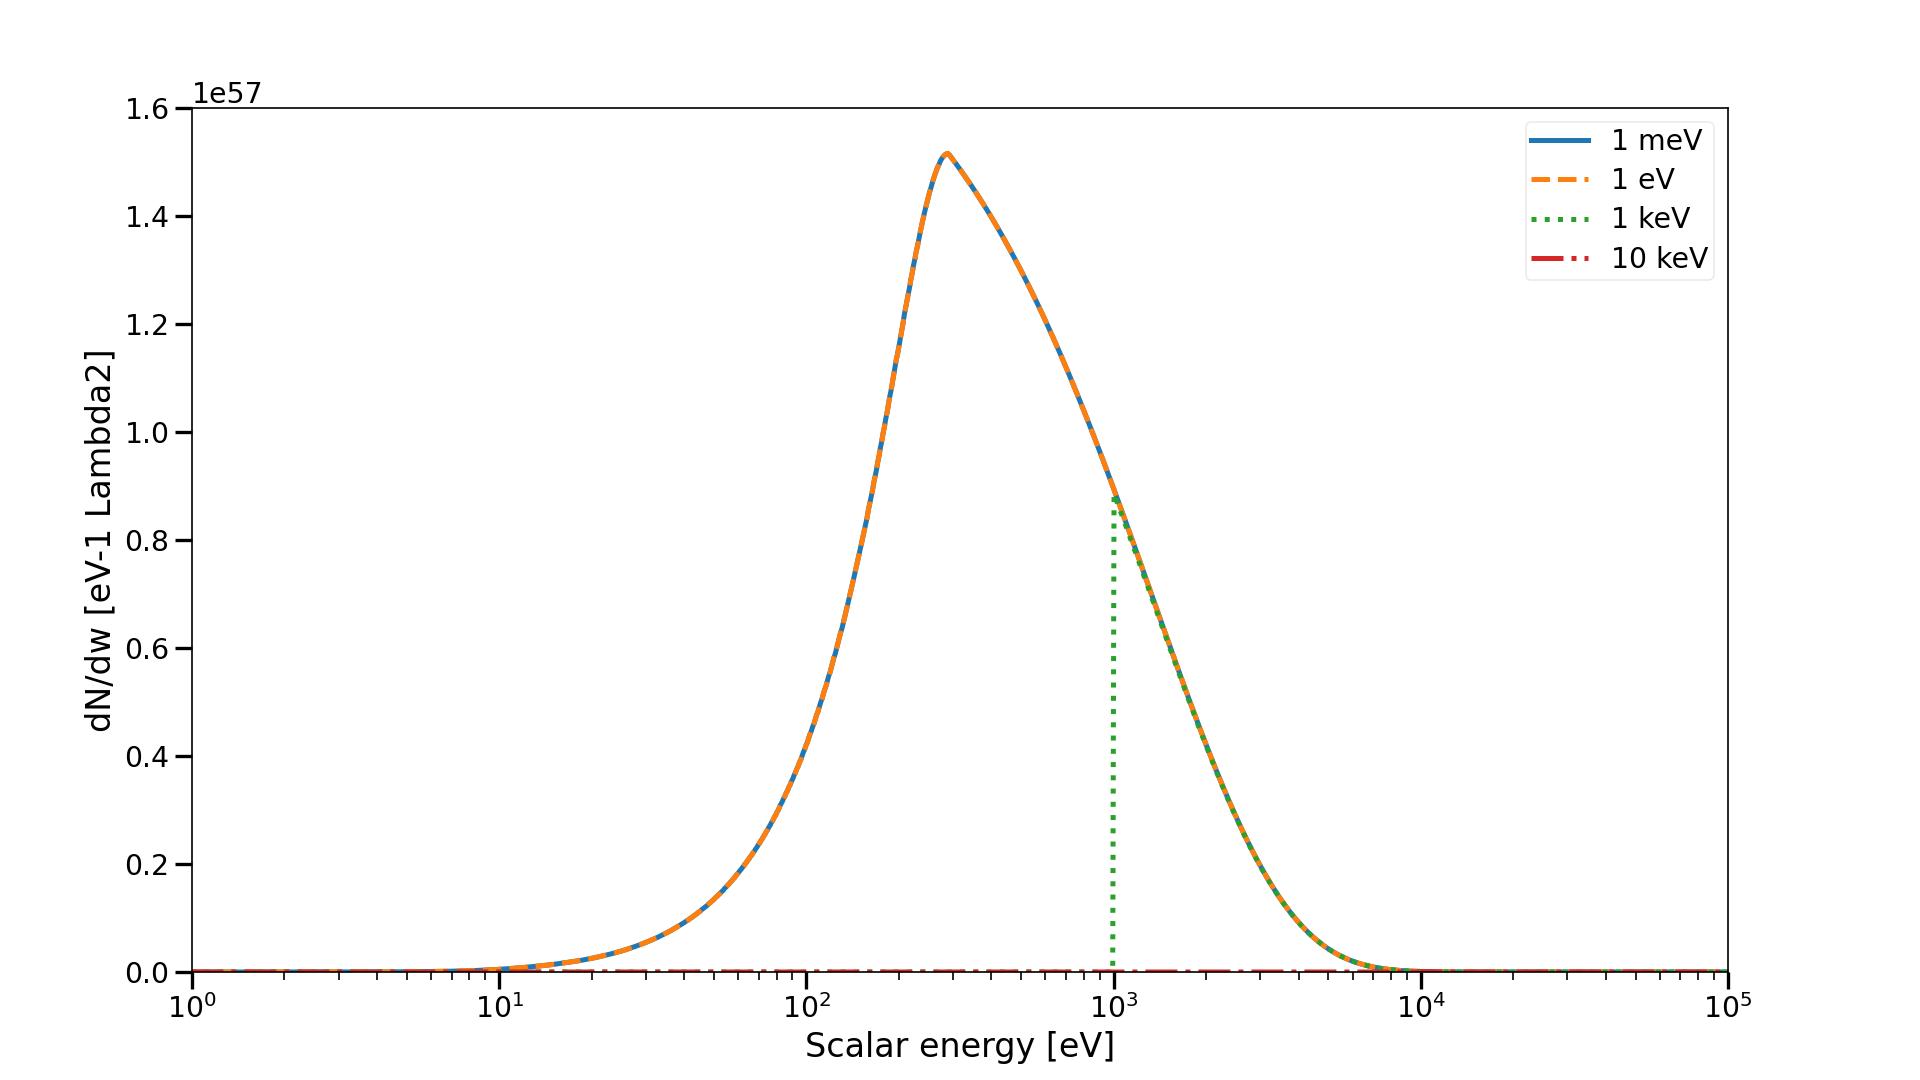 1e57
1.6
1.4
1.2
1.0
0.8
0.6
0.4
0.2
0.0
dN/dw [eV-1 Lambda2]
1 meV
1 eV
1 keV
10 keV
10⁰ 10¹ 10² 10³ 10⁴ 10⁵
Scalar energy [eV]